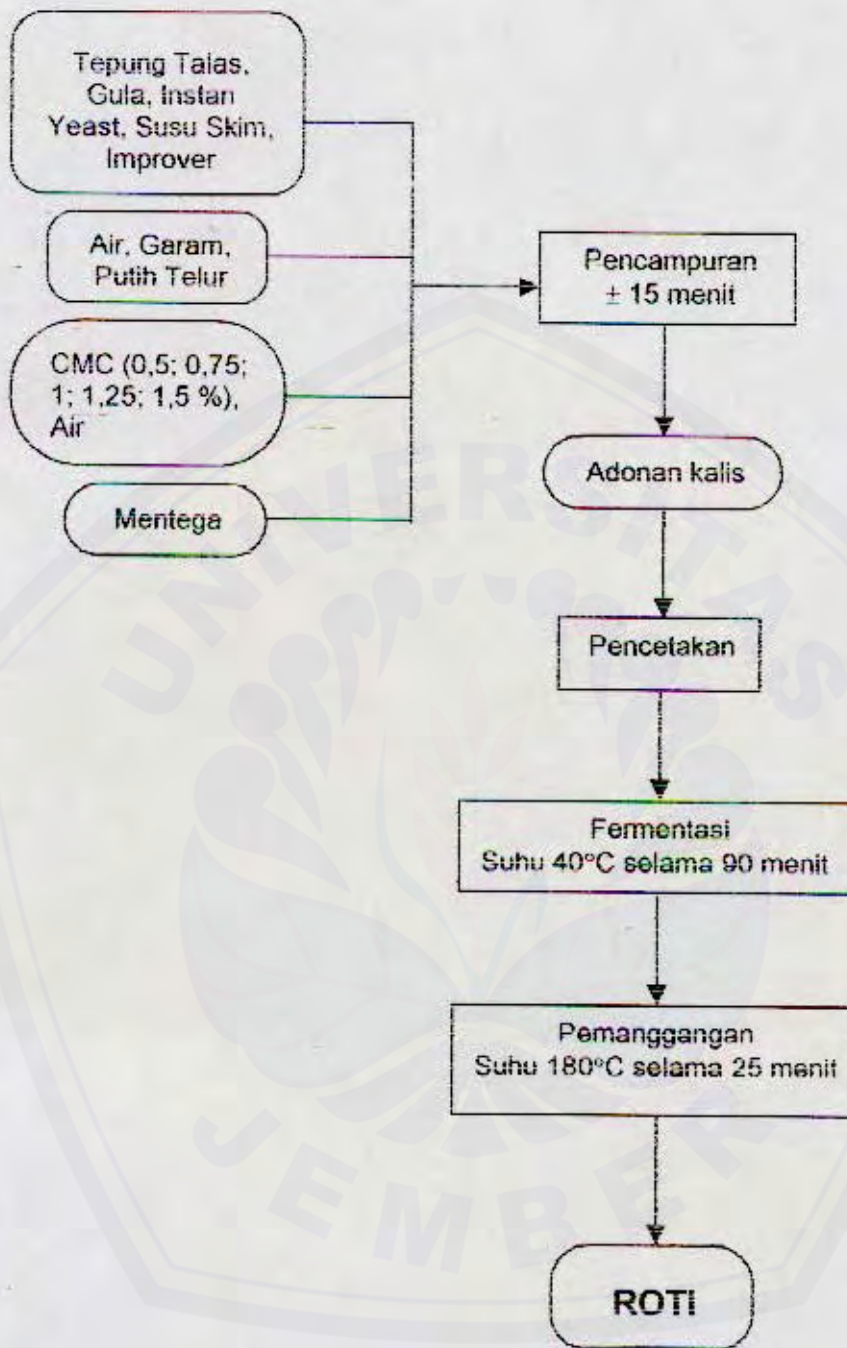 Tepung Talas,
Gula, Instan
Yeast, Susu Skim,
Improver
Air, Garam,
Putih Telur
CMC (0,5; 0,75;
1; 1,25; 1,5 %),
Air
Mentega
Pencampuran
± 15 menit
Adonan kalis
Pencetakan
Fermentasi
Suhu 40°C selama 90 menit
Pemanggangan
Suhu 180°C selama 25 menit
ROTI
UNIVERSITAS
JEMBER